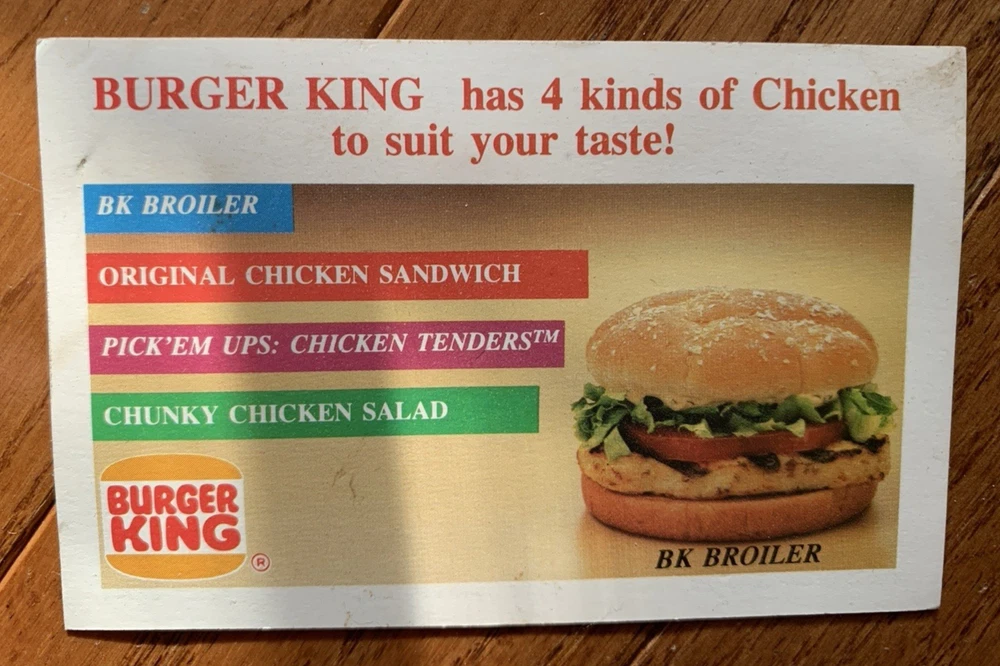 BURGER KING has 4 kinds of Chicken
to suit your taste!
BK BROILER
ORIGINAL CHICKEN SANDWICH
PICK'EM UPS: CHICKEN TENDERS™
CHUNKY CHICKEN SALAD
BURGER
KING
®
BK BROILER